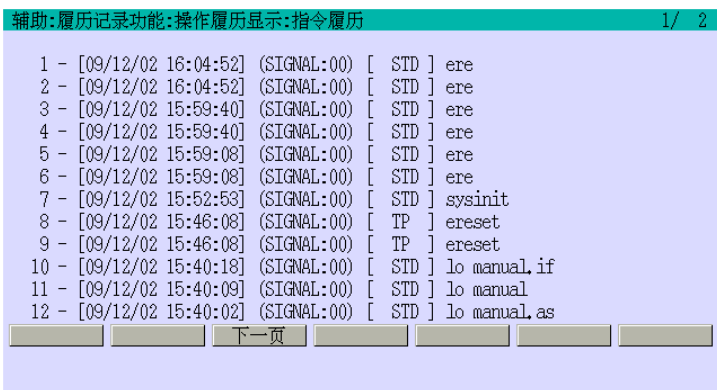 辅助:履历记录功能:操作履历显示:指令履历 1/ 2
1 - [09/12/02 16:04:52] (SIGNAL:00) [ STD ] ere
2 - [09/12/02 16:04:52] (SIGNAL:00) [ STD ] ere
3 - [09/12/02 15:59:40] (SIGNAL:00) [ STD ] ere
4 - [09/12/02 15:59:40] (SIGNAL:00) [ STD ] ere
5 - [09/12/02 15:59:08] (SIGNAL:00) [ STD ] ere
6 - [09/12/02 15:59:08] (SIGNAL:00) [ STD ] ere
7 - [09/12/02 15:52:53] (SIGNAL:00) [ STD ] sysinit
8 - [09/12/02 15:46:08] (SIGNAL:00) [ TP ] ereset
9 - [09/12/02 15:46:08] (SIGNAL:00) [ TP ] ereset
10 - [09/12/02 15:40:18] (SIGNAL:00) [ STD ] lo manual.if
11 - [09/12/02 15:40:09] (SIGNAL:00) [ STD ] lo manual
12 - [09/12/02 15:40:02] (SIGNAL:00) [ STD ] lo manual.as
下一页